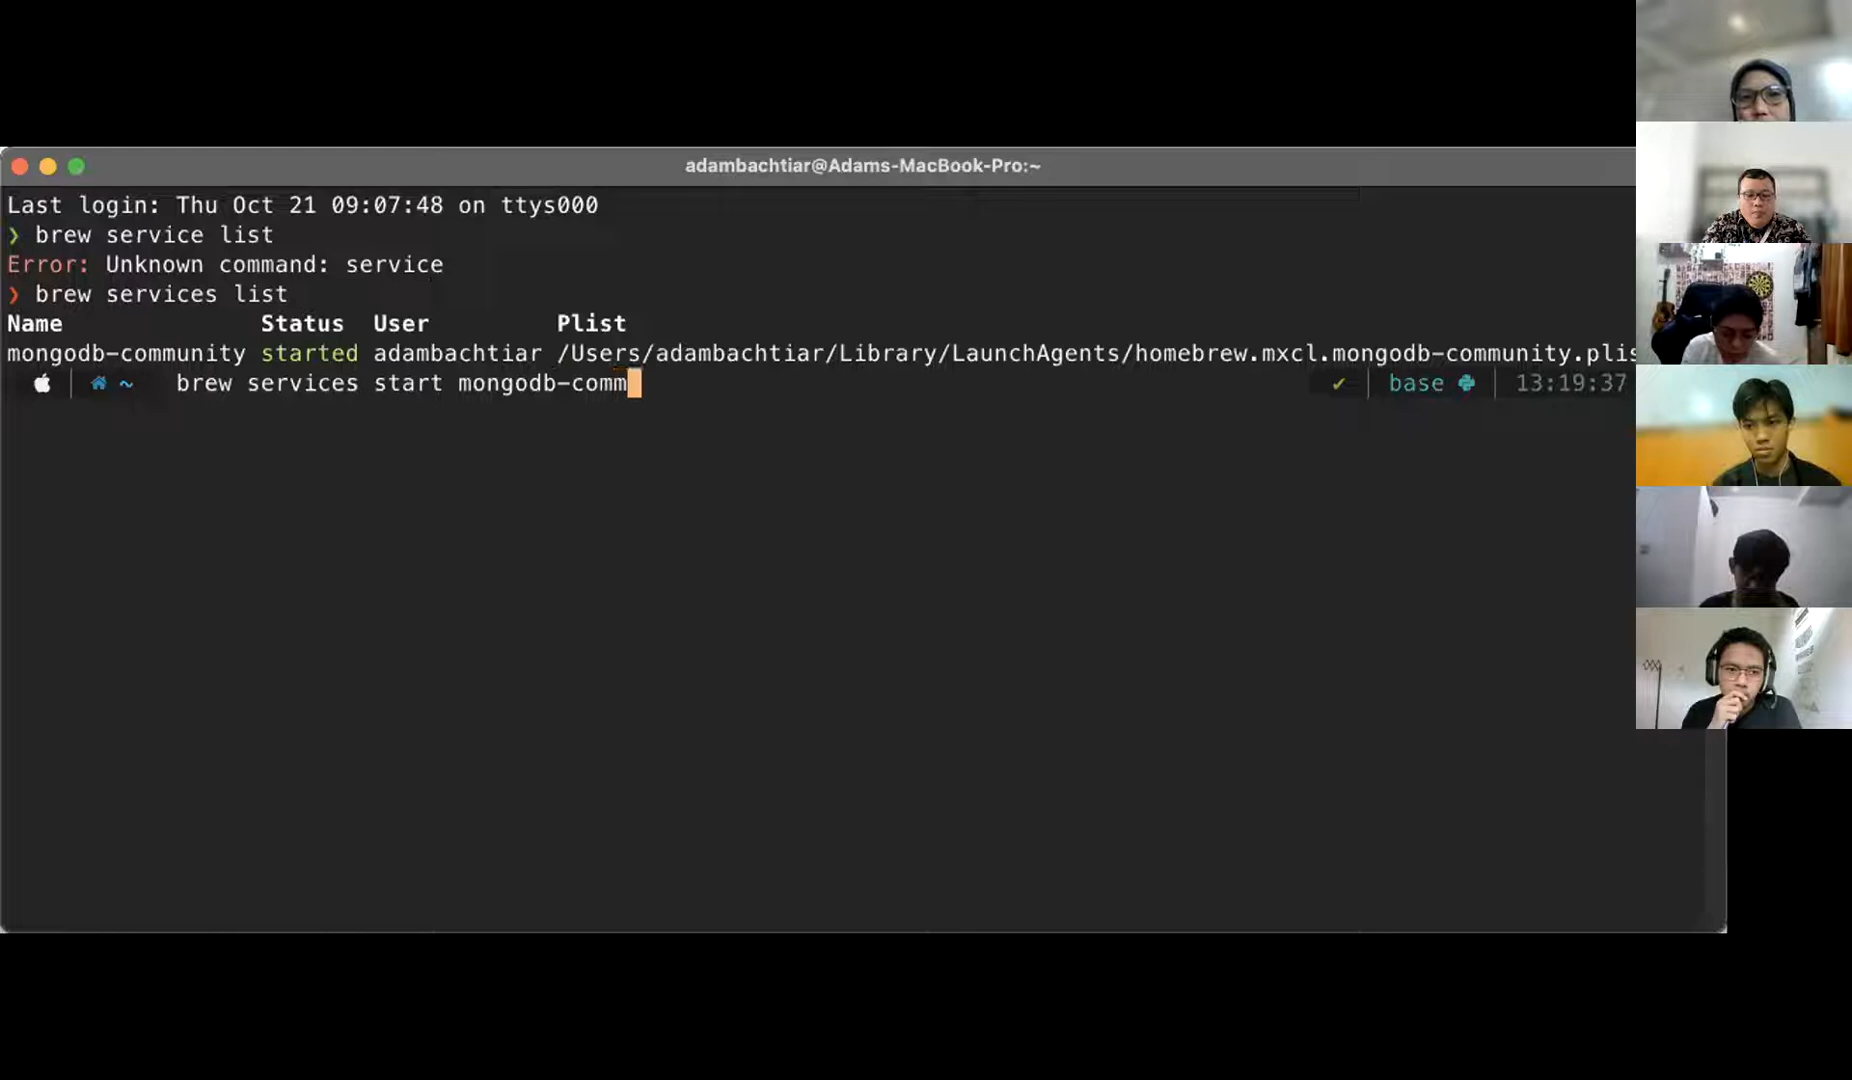 adambachtiar@Adams-MacBook-Pro:~
Last login: Thu Oct 21 09:07:48 on ttys000
❯ brew service list
Error: Unknown command: service
❯ brew services list
Name Status User Plist
mongodb-community started adambachtiar /Users/adambachtiar/Library/LaunchAgents/homebrew.mxcl.mongodb-community.plis
~ brew services start mongodb-comm ✔ base 13:19:37